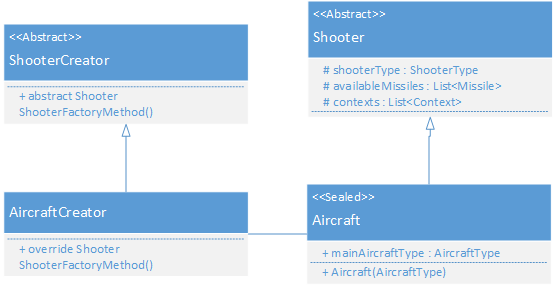 <<Abstract>>
ShooterCreator
+ abstract Shooter
ShooterFactoryMethod()
<<Abstract>>
Shooter
# shooterType : ShooterType
# availableMissiles : List<Missile>
# contexts : List<Context>
AircraftCreator
+ override Shooter
ShooterFactoryMethod()
<<Sealed>>
Aircraft
+ mainAircraftType : AircraftType
+ Aircraft(AircraftType)